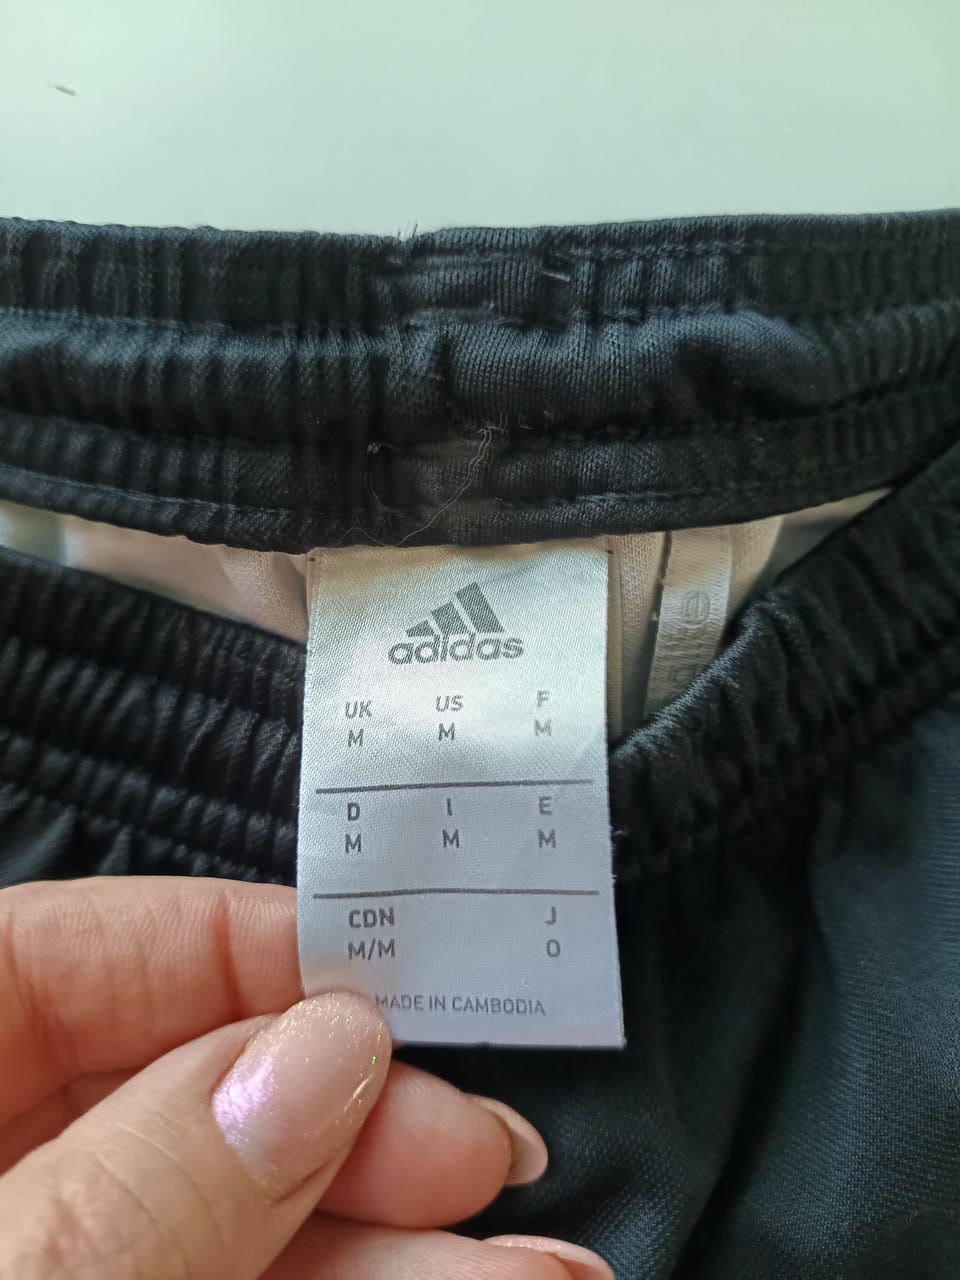 adidas
UK US F
M M M
D I E
M M M
CDN J
M/M O
MADE IN CAMBODIA